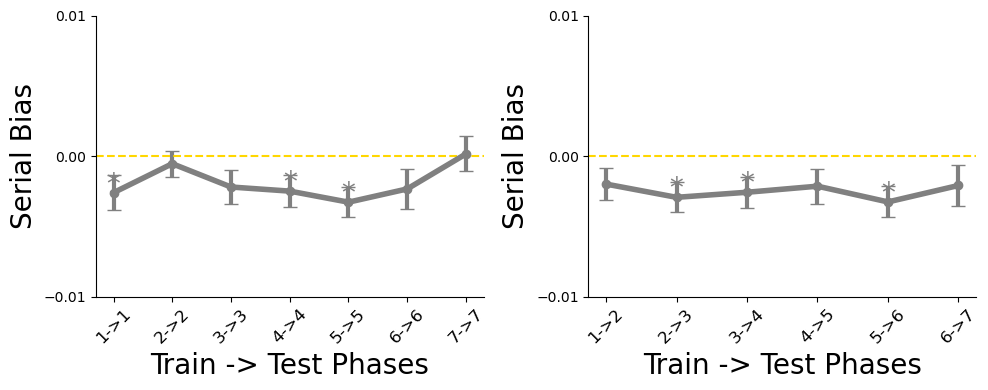 0.01
0.00
−0.01
Serial Bias
* * *
1->1 2->2 3->3 4->4 5->5 6->6 7->7
Train -> Test Phases
0.01
0.00
−0.01
Serial Bias
* * *
1->2 2->3 3->4 4->5 5->6 6->7
Train -> Test Phases